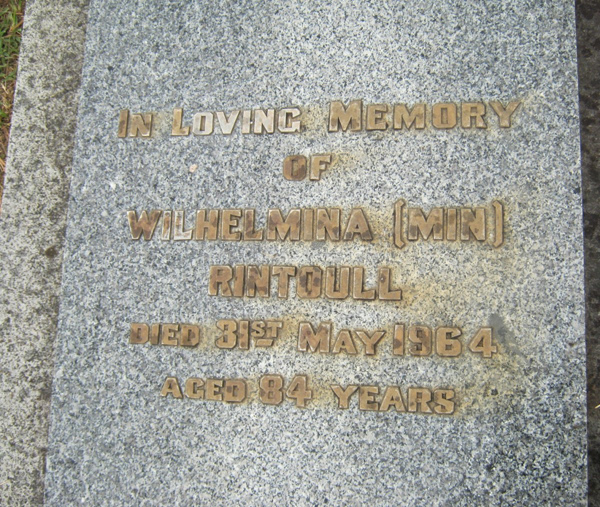 IN LOVING MEMORY
OF
WILHELMINA (MIN)
RINTOULL
DIED 31ST MAY 1964
AGED 84 YEARS